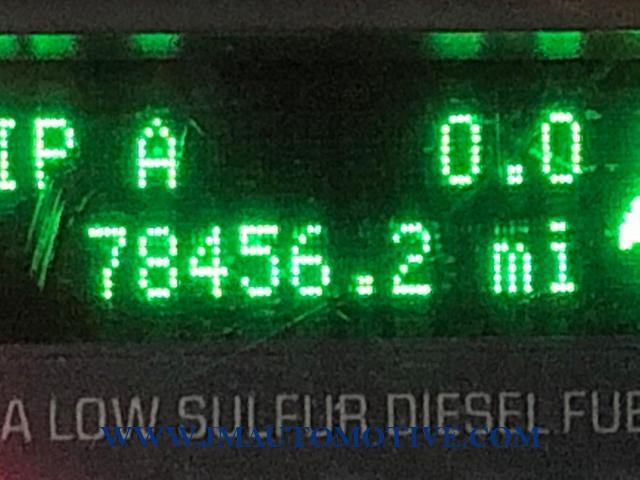 IP A 0.0
78456.2 mi
A LOW SULFUR DIESEL FUE
WWW.JMAUTOMOTIVE.COM